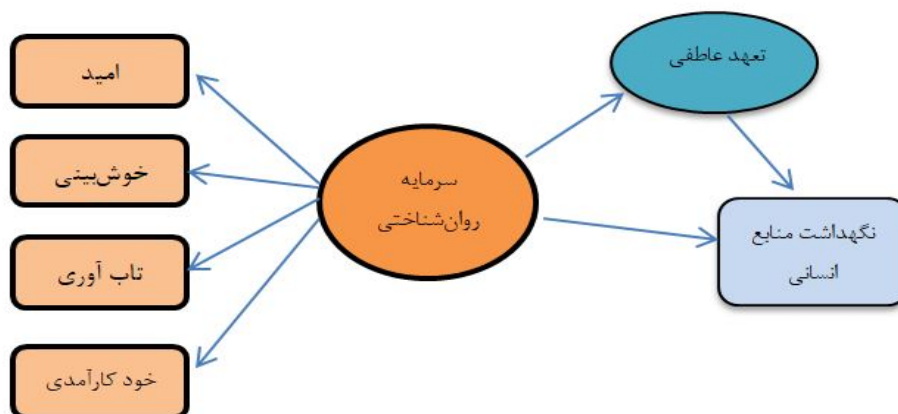 امید
خوش‌بینی
تاب آوری
خود کارآمدی
سرمایه
روان‌شناختی
تعهد عاطفی
نگهداشت منابع
انسانی